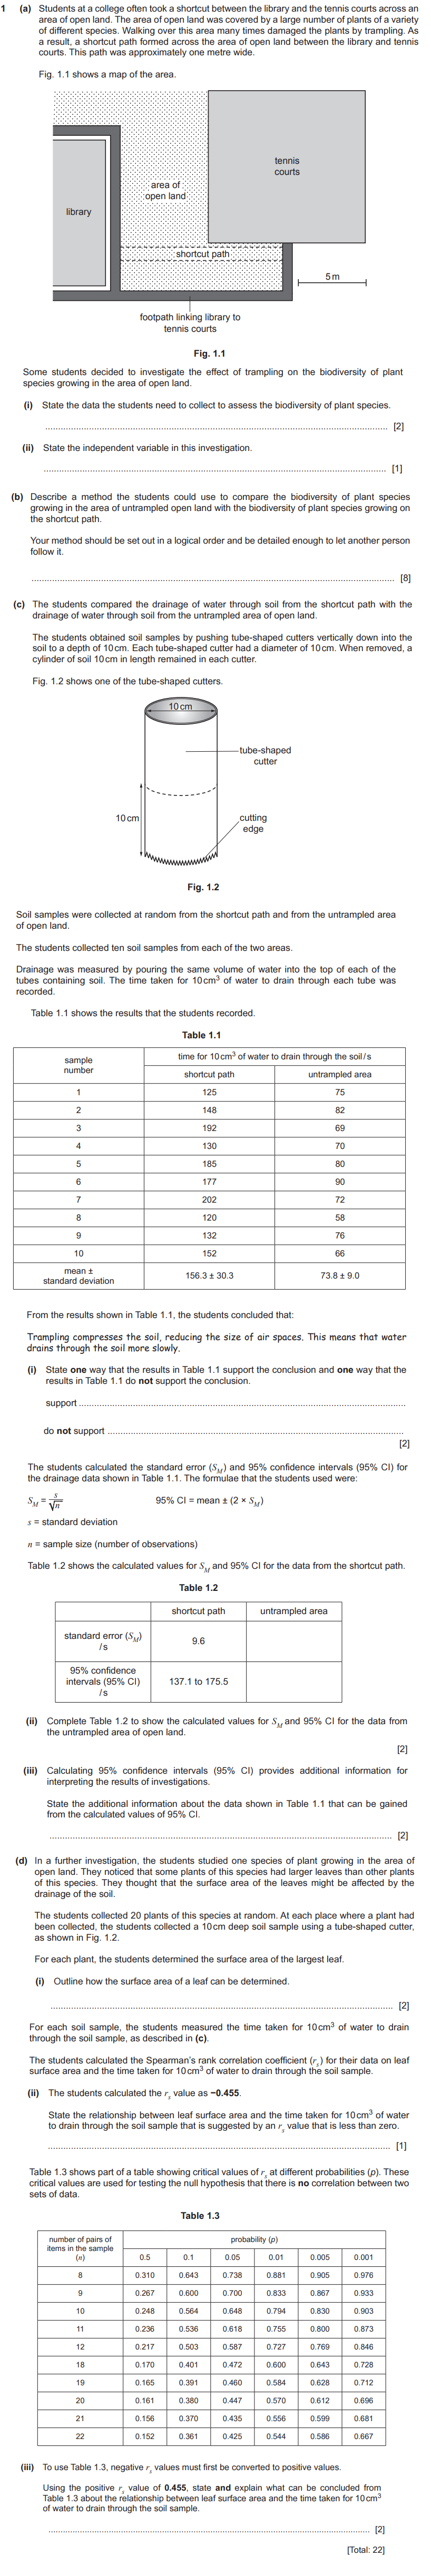 1 (a) Students at a college often took a shortcut between the library and the tennis courts across an
area of open land. The area of open land was covered by a large number of plants of a variety
of different species. Walking over this area many times damaged the plants by trampling. As
a result, a shortcut path formed across the area of open land between the library and tennis
courts. This path was approximately one metre wide.
Fig. 1.1 shows a map of the area.
tennis
courts
area of
open land
library
shortcut path
5 m
footpath linking library to
tennis courts
Fig. 1.1
Some students decided to investigate the effect of trampling on the biodiversity of plant
species growing in the area of open land.
(i) State the data the students need to collect to assess the biodiversity of plant species.
[2]
(ii) State the independent variable in this investigation.
[1]
(b) Describe a method the students could use to compare the biodiversity of plant species
growing in the area of untrampled open land with the biodiversity of plant species growing on
the shortcut path.
Your method should be set out in a logical order and be detailed enough to let another person
follow it.
[8]
(c) The students compared the drainage of water through soil from the shortcut path with the
drainage of water through soil from the untrampled area of open land.
The students obtained soil samples by pushing tube-shaped cutters vertically down into the
soil to a depth of 10 cm. Each tube-shaped cutter had a diameter of 10 cm. When removed, a
cylinder of soil 10 cm in length remained in each cutter.
Fig. 1.2 shows one of the tube-shaped cutters.
10 cm
tube-shaped
cutter
10 cm
cutting
edge
Fig. 1.2
Soil samples were collected at random from the shortcut path and from the untrampled area
of open land.
The students collected ten soil samples from each of the two areas.
Drainage was measured by pouring the same volume of water into the top of each of the
tubes containing soil. The time taken for 10 cm³ of water to drain through each tube was
recorded.
Table 1.1 shows the results that the students recorded.
Table 1.1
sample
number
time for 10 cm³ of water to drain through the soil / s
shortcut path untrampled area
1 125 75
2 148 82
3 192 69
4 130 70
5 185 80
6 177 90
7 202 72
8 120 58
9 132 76
10 152 66
mean ±
standard deviation
156.3 ± 30.3 73.8 ± 9.0
From the results shown in Table 1.1, the students concluded that:
Trampling compresses the soil, reducing the size of air spaces. This means that water
drains through the soil more slowly.
(i) State one way that the results in Table 1.1 support the conclusion and one way that the
results in Table 1.1 do not support the conclusion.
support
do not support
[2]
The students calculated the standard error (S_M) and 95% confidence intervals (95% CI) for
the drainage data shown in Table 1.1. The formulae that the students used were:
S_M = s/√n 95% CI = mean ± (2 × S_M)
s = standard deviation
n = sample size (number of observations)
Table 1.2 shows the calculated values for S_M and 95% CI for the data from the shortcut path.
Table 1.2
shortcut path untrampled area
standard error (S_M)
/ s
9.6
95% confidence
intervals (95% CI)
/ s
137.1 to 175.5
(ii) Complete Table 1.2 to show the calculated values for S_M and 95% CI for the data from
the untrampled area of open land.
[2]
(iii) Calculating 95% confidence intervals (95% CI) provides additional information for
interpreting the results of investigations.
State the additional information about the data shown in Table 1.1 that can be gained
from the calculated values of 95% CI.
[2]
(d) In a further investigation, the students studied one species of plant growing in the area of
open land. They noticed that some plants of this species had larger leaves than other plants
of this species. They thought that the surface area of the leaves might be affected by the
drainage of the soil.
The students collected 20 plants of this species at random. At each place where a plant had
been collected, the students collected a 10 cm deep soil sample using a tube-shaped cutter,
as shown in Fig. 1.2.
For each plant, the students determined the surface area of the largest leaf.
(i) Outline how the surface area of a leaf can be determined.
[2]
For each soil sample, the students measured the time taken for 10 cm³ of water to drain
through the soil sample, as described in (c).
The students calculated the Spearman's rank correlation coefficient (r_s) for their data on leaf
surface area and the time taken for 10 cm³ of water to drain through the soil sample.
(ii) The students calculated the r_s value as −0.455.
State the relationship between leaf surface area and the time taken for 10 cm³ of water
to drain through the soil sample that is suggested by an r_s value that is less than zero.
[1]
Table 1.3 shows part of a table showing critical values of r_s at different probabilities (p). These
critical values are used for testing the null hypothesis that there is no correlation between two
sets of data.
Table 1.3
number of pairs of
items in the sample
(n)
probability (p)
0.5 0.1 0.05 0.01 0.005 0.001
8 0.310 0.643 0.738 0.881 0.905 0.976
9 0.267 0.600 0.700 0.833 0.867 0.933
10 0.248 0.564 0.648 0.794 0.830 0.903
11 0.236 0.536 0.618 0.755 0.800 0.873
12 0.217 0.503 0.587 0.727 0.769 0.846
18 0.170 0.401 0.472 0.600 0.643 0.728
19 0.165 0.391 0.460 0.584 0.628 0.712
20 0.161 0.380 0.447 0.570 0.612 0.696
21 0.156 0.370 0.435 0.556 0.599 0.681
22 0.152 0.361 0.425 0.544 0.586 0.667
(iii) To use Table 1.3, negative r_s values must first be converted to positive values.
Using the positive r_s value of 0.455, state and explain what can be concluded from
Table 1.3 about the relationship between leaf surface area and the time taken for 10 cm³
of water to drain through the soil sample.
[2]
[Total: 22]